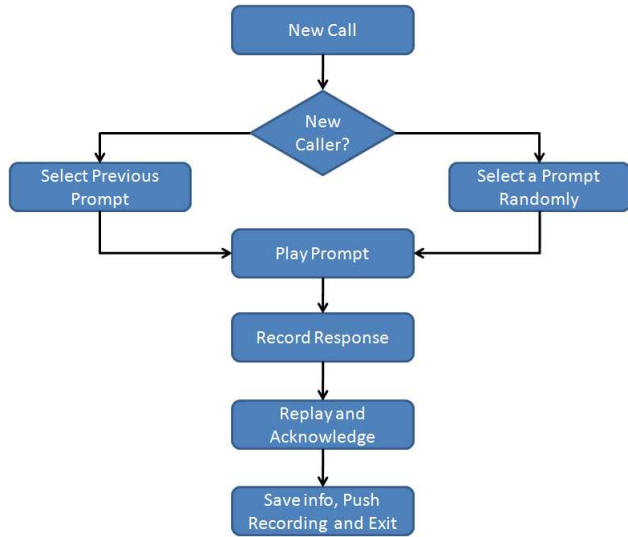 New Call
New
Caller?
Select Previous
Prompt
Select a Prompt
Randomly
Play Prompt
Record Response
Replay and
Acknowledge
Save info, Push
Recording and Exit